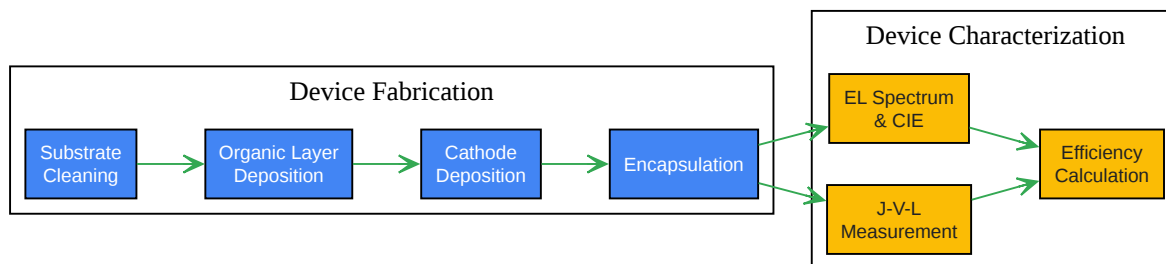 Device Fabrication
Substrate
Cleaning
Organic Layer
Deposition
Cathode
Deposition
Encapsulation
Device Characterization
EL Spectrum
& CIE
J-V-L
Measurement
Efficiency
Calculation